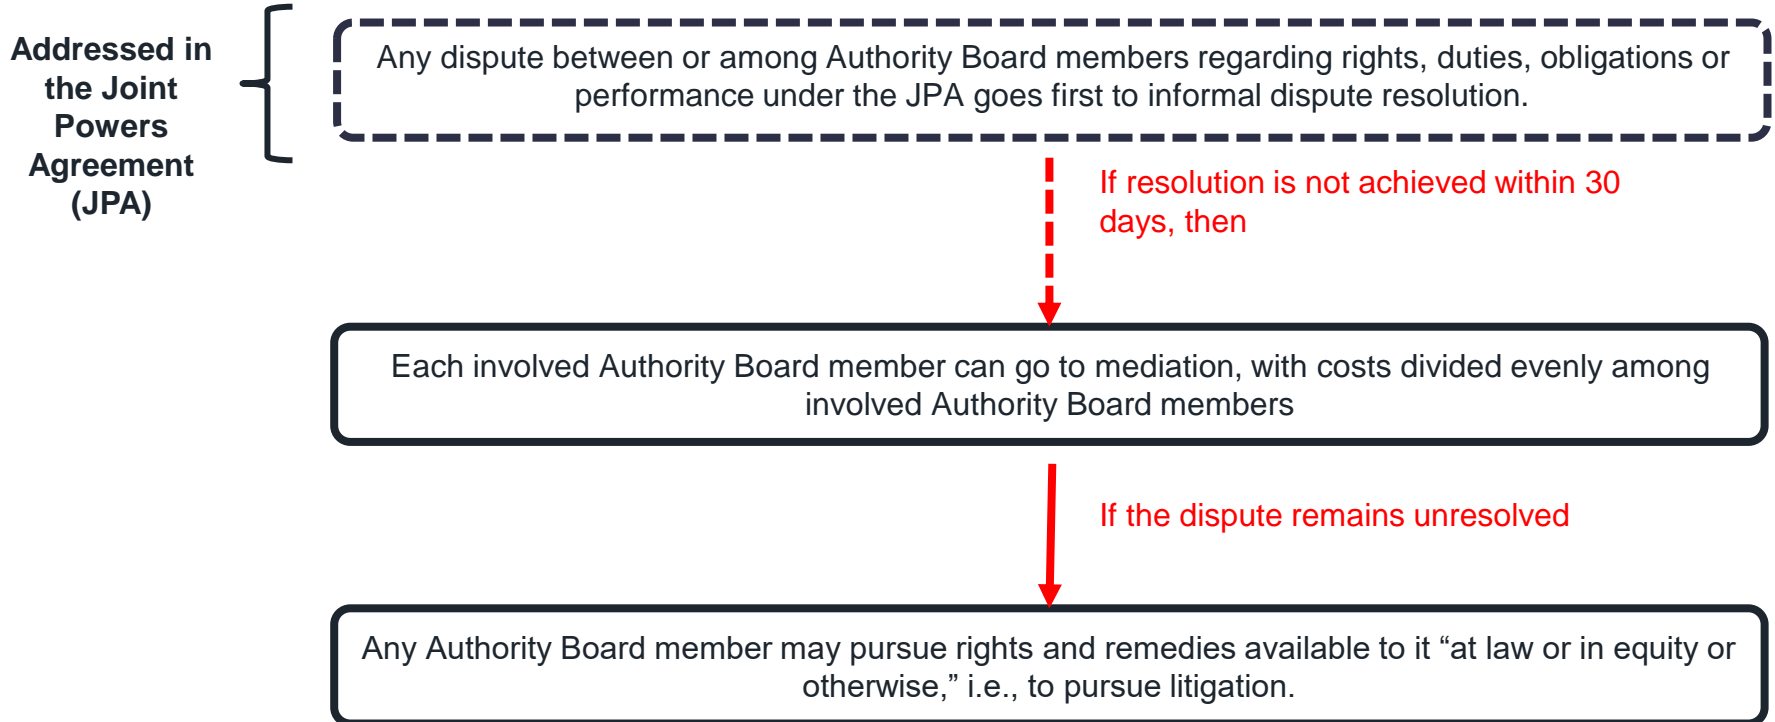 Addressed in
the Joint
Powers
Agreement
(JPA)
Any dispute between or among Authority Board members regarding rights, duties, obligations or
performance under the JPA goes first to informal dispute resolution.
If resolution is not achieved within 30
days, then
Each involved Authority Board member can go to mediation, with costs divided evenly among
involved Authority Board members
If the dispute remains unresolved
Any Authority Board member may pursue rights and remedies available to it “at law or in equity or
otherwise,” i.e., to pursue litigation.